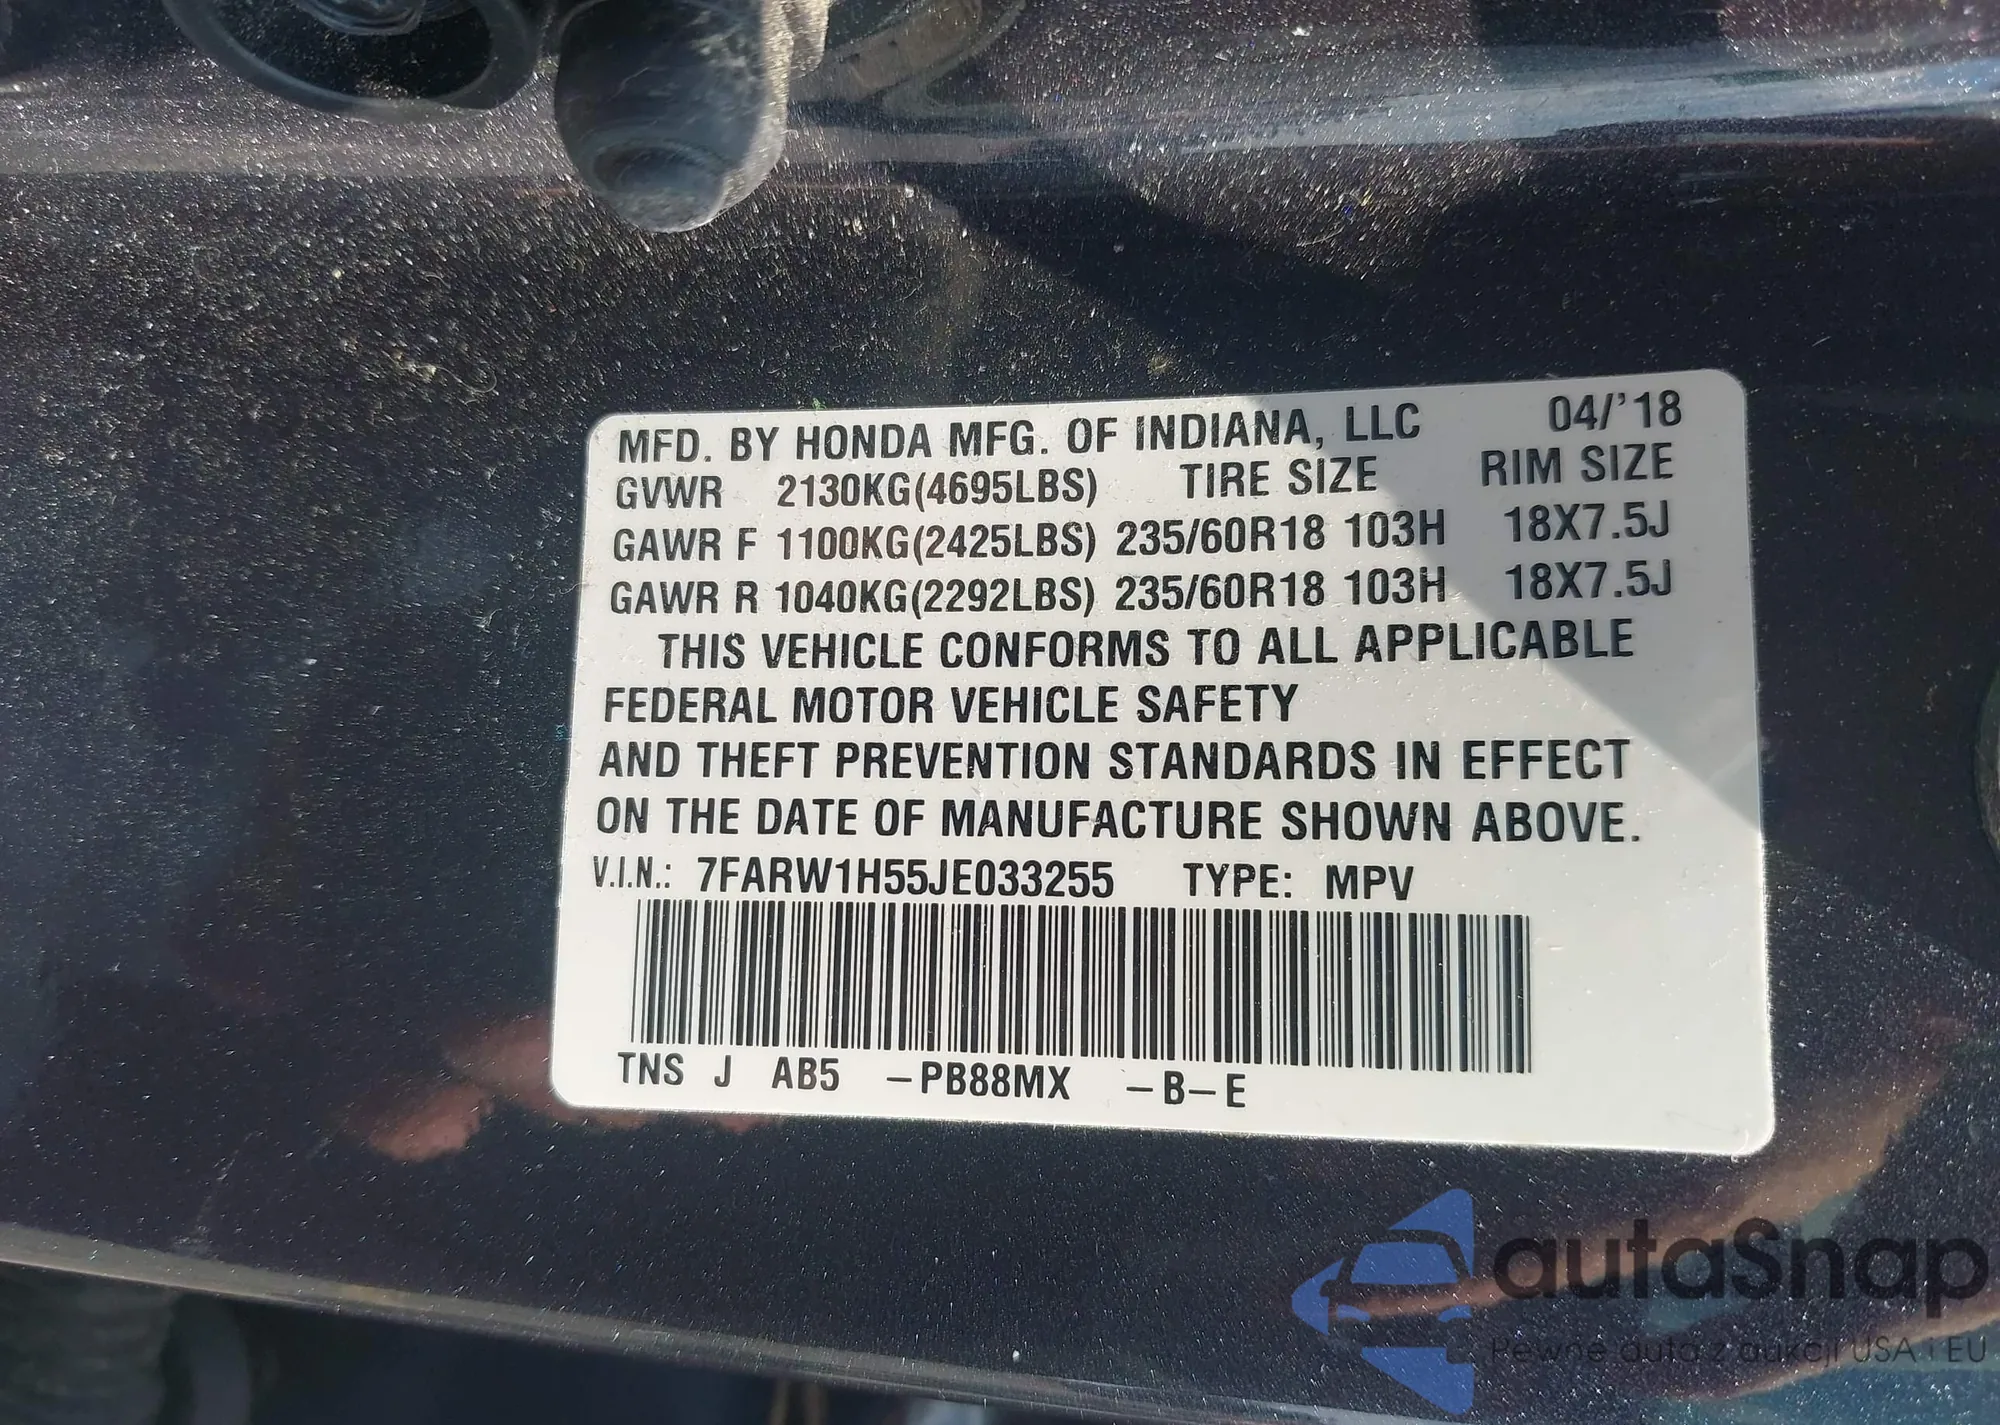 MFD. BY HONDA MFG. OF INDIANA, LLC 04/'18
GVWR 2130KG(4695LBS) TIRE SIZE RIM SIZE
GAWR F 1100KG(2425LBS) 235/60R18 103H 18X7.5J
GAWR R 1040KG(2292LBS) 235/60R18 103H 18X7.5J
THIS VEHICLE CONFORMS TO ALL APPLICABLE
FEDERAL MOTOR VEHICLE SAFETY
AND THEFT PREVENTION STANDARDS IN EFFECT
ON THE DATE OF MANUFACTURE SHOWN ABOVE.
V.I.N.: 7FARW1H55JE033255 TYPE: MPV
TNS J AB5 –PB88MX –B–E
autaSnap
Pewne auta z aukcji USA i EU